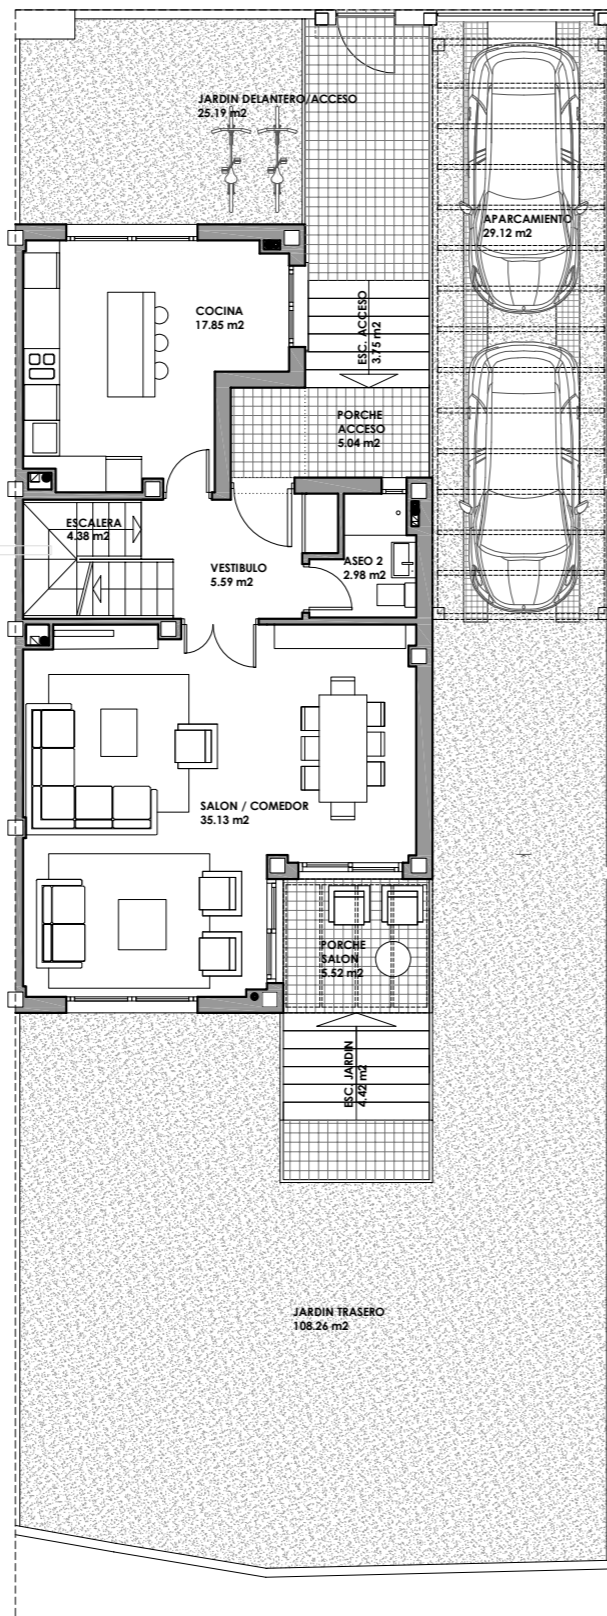 JARDIN DELANTERO/ACCESO
25.19 m2
APARCAMIENTO
29.12 m2
COCINA
17.85 m2
ESC. ACCESO
3.75 m2
PORCHE
ACCESO
5.04 m2
ESCALERA
4.38 m2
VESTIBULO
5.59 m2
ASEO 2
2.98 m2
SALON / COMEDOR
35.13 m2
PORCHE
SALON
5.52 m2
ESC. JARDIN
4.42 m2
JARDIN TRASERO
108.26 m2